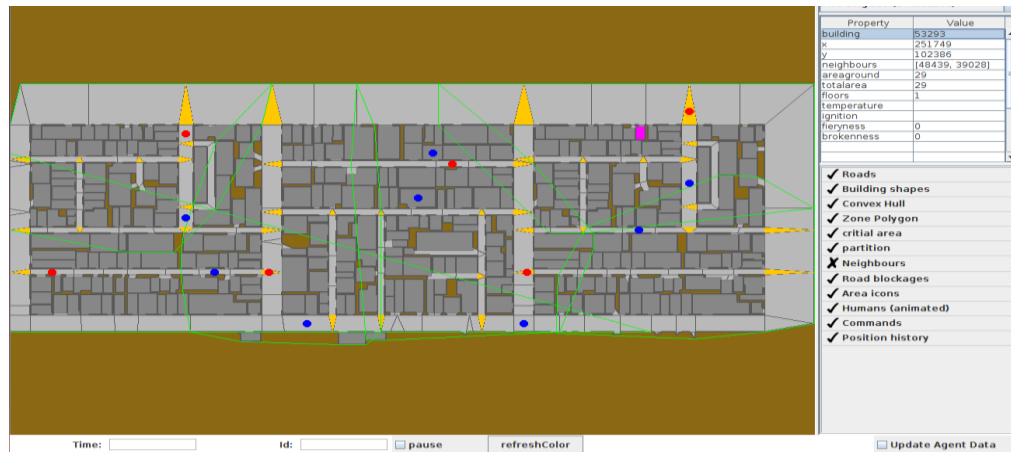 Property Value
building 53293
x 251749
y 102386
neighbours [48439, 39028]
areaground 29
totalarea 29
floors 1
temperature
ignition
fieryness 0
brokenness 0
Roads
Building shapes
Convex Hull
Zone Polygon
critial area
partition
Neighbours
Road blockages
Area icons
Humans (animated)
Commands
Position history
Time: Id: pause refreshColor Update Agent Data